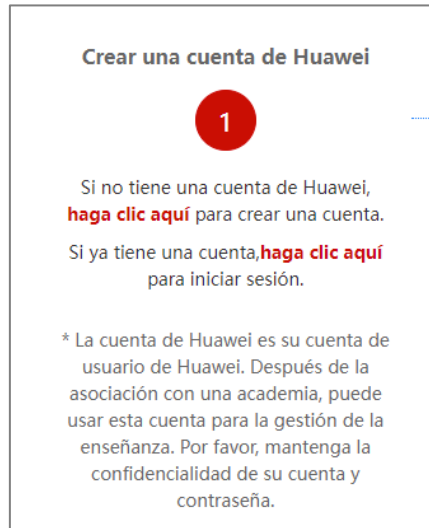 Crear una cuenta de Huawei
1
Si no tiene una cuenta de Huawei,
haga clic aquí para crear una cuenta.
Si ya tiene una cuenta,haga clic aquí
para iniciar sesión.
* La cuenta de Huawei es su cuenta de
usuario de Huawei. Después de la
asociación con una academia, puede
usar esta cuenta para la gestión de la
enseñanza. Por favor, mantenga la
confidencialidad de su cuenta y
contraseña.